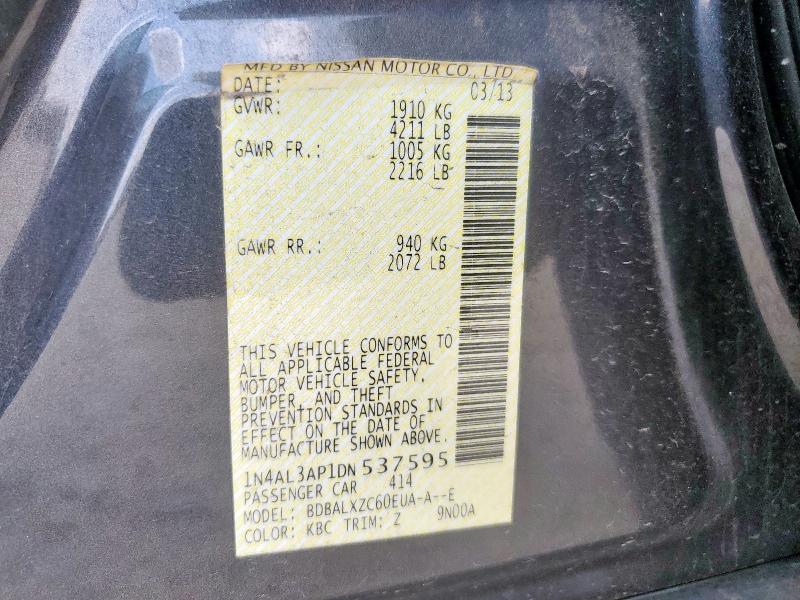 MFD BY NISSAN MOTOR CO., LTD
DATE: 03/13
GVWR: 1910 KG
4211 LB
GAWR FR.: 1005 KG
2216 LB
GAWR RR.: 940 KG
2072 LB
THIS VEHICLE CONFORMS TO
ALL APPLICABLE FEDERAL
MOTOR VEHICLE SAFETY,
BUMPER, AND THEFT
PREVENTION STANDARDS IN
EFFECT ON THE DATE OF
MANUFACTURE SHOWN ABOVE.
1N4AL3AP1DN 537595
PASSENGER CAR 414
MODEL: BDBALXZC60EUA-A--E
COLOR: KBC TRIM: Z 9N00A